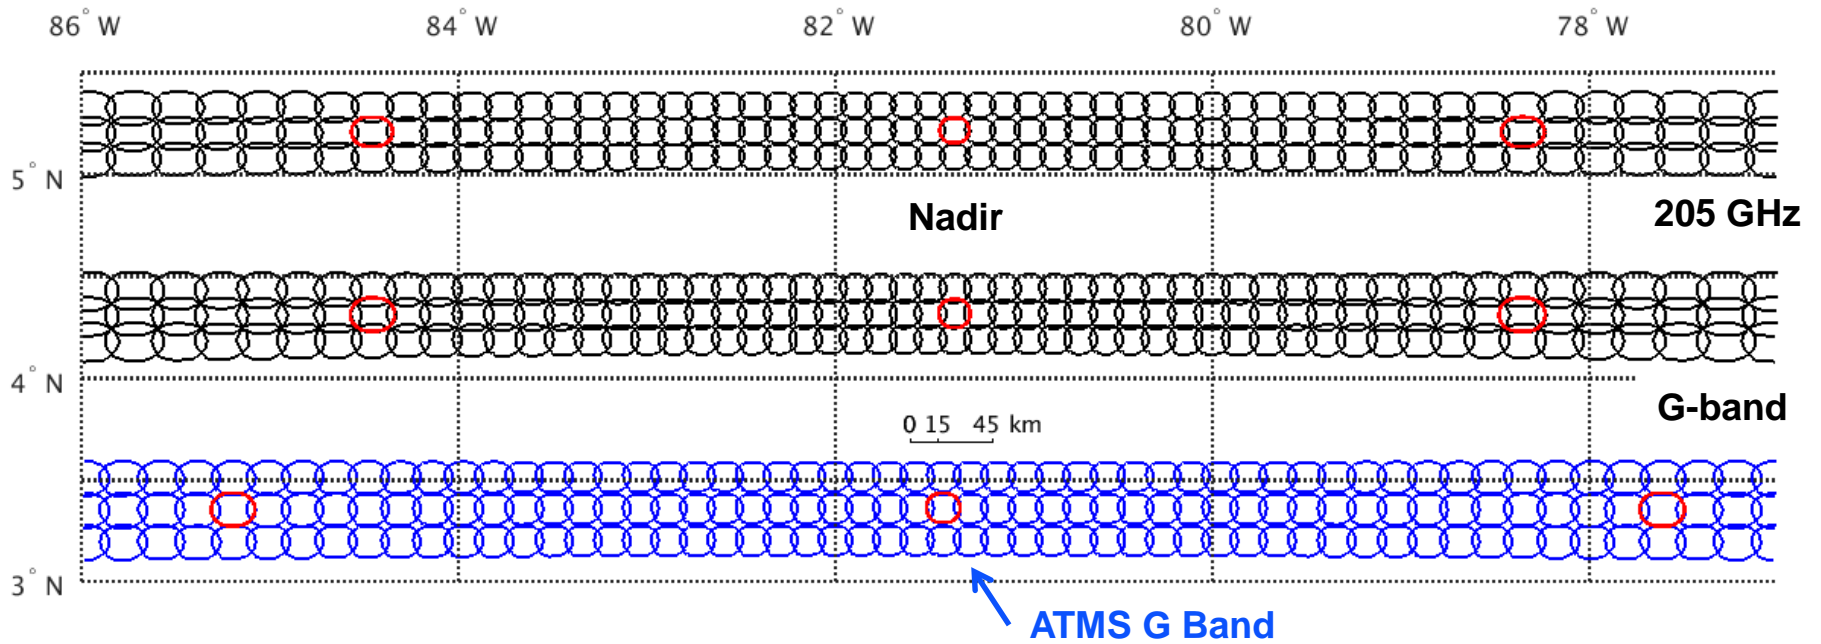 86° W 84° W 82° W 80° W 78° W
5° N
Nadir
205 GHz
4° N
G-band
0 15 45 km
3° N
ATMS G Band